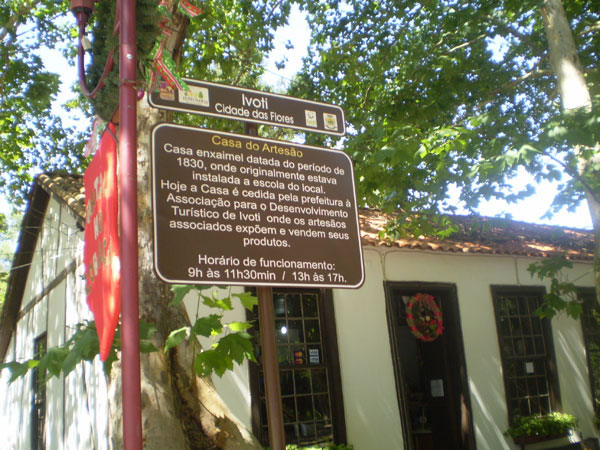 Ivoti
Cidade das Flores
Casa do Artesão
Casa enxaimel datada do período de
1830, onde originalmente estava
instalada a escola do local.
Hoje a Casa é cedida pela prefeitura à
Associação para o Desenvolvimento
Turístico de Ivoti onde os artesãos
associados expõem e vendem seus
produtos.
Horário de funcionamento:
9h às 11h30min / 13h às 17h.